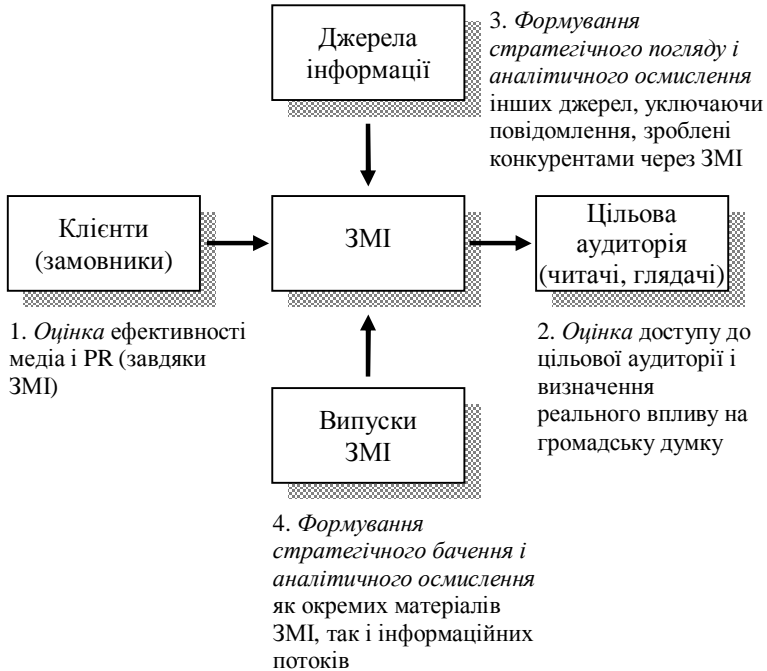 Джерела
інформації
3. Формування
стратегічного погляду і
аналітичного осмислення
інших джерел, уключаючи
повідомлення, зроблені
конкурентами через ЗМІ
Клієнти
(замовники)
ЗМІ
Цільова
аудиторія
(читачі, глядачі)
1. Оцінка ефективності
медіа і PR (завдяки
ЗМІ)
2. Оцінка доступу до
цільової аудиторії і
визначення
реального впливу на
громадську думку
Випуски
ЗМІ
4. Формування
стратегічного бачення і
аналітичного осмислення
як окремих матеріалів
ЗМІ, так і інформаційних
потоків